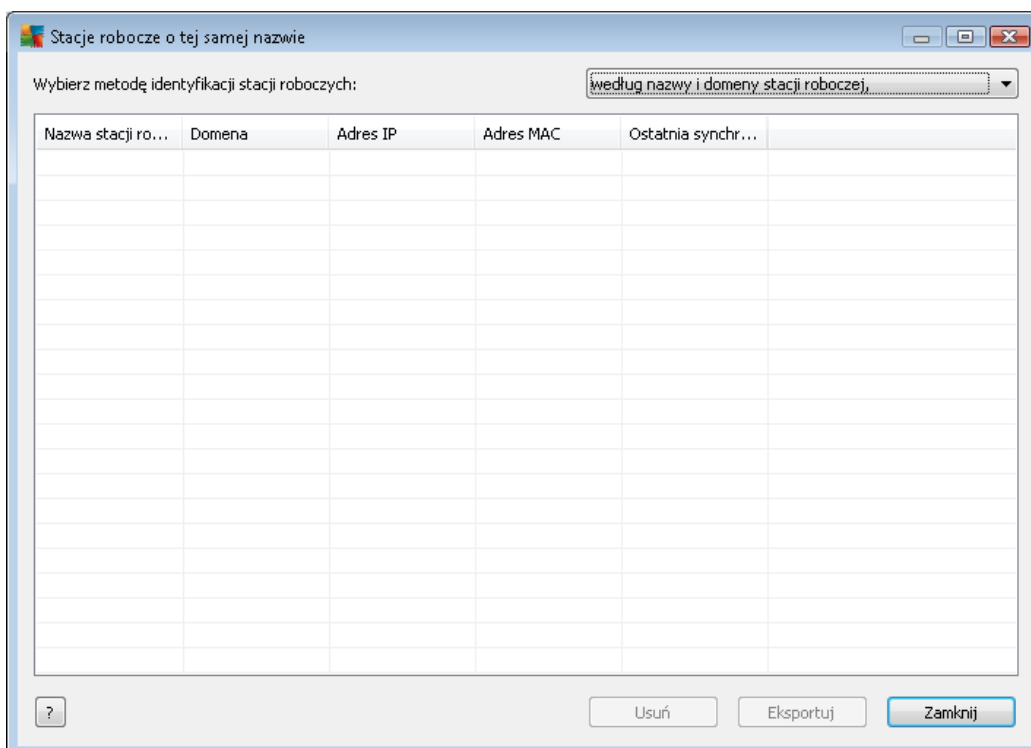 Stacje robocze o tej samej nazwie
Wybierz metodę identyfikacji stacji roboczych: według nazwy i domeny stacji roboczej,
Nazwa stacji ro... Domena Adres IP Adres MAC Ostatnia synchr...
? Usuń Eksportuj Zamknij